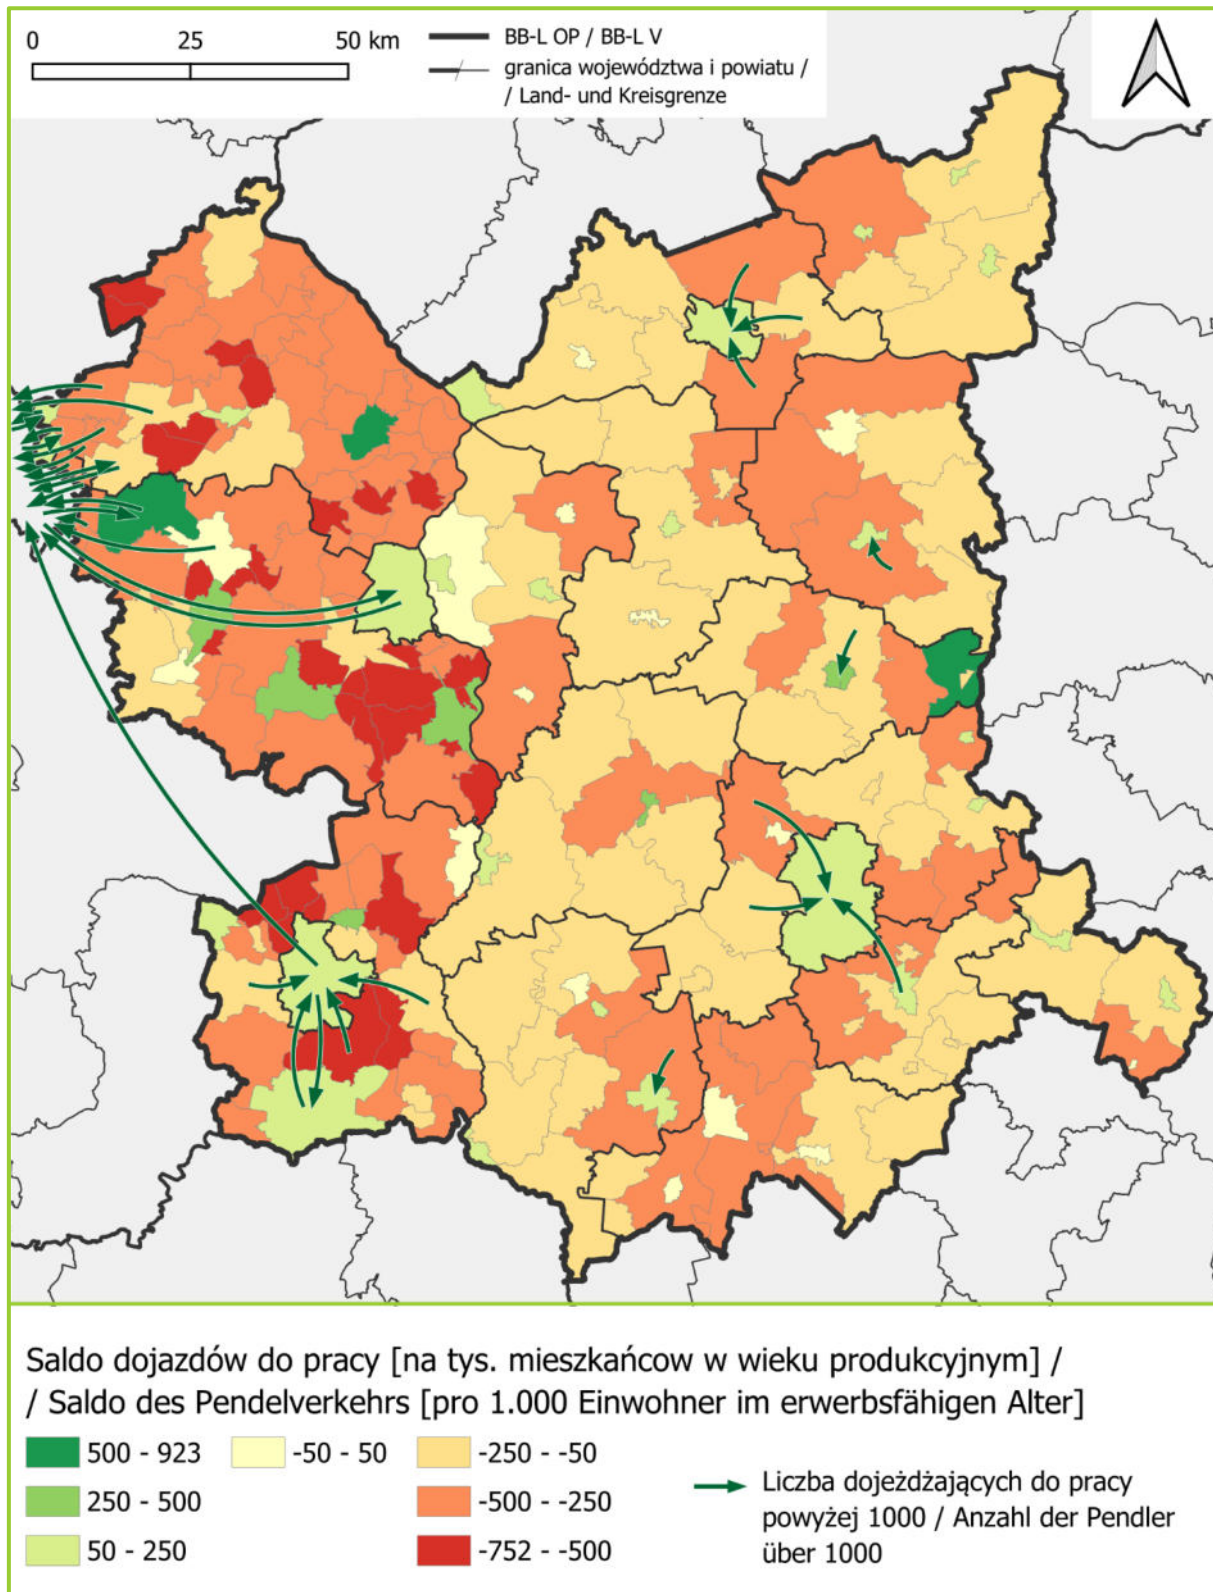 0 25 50 km
BB-L OP / BB-L V
granica województwa i powiatu /
/ Land- und Kreisgrenze
Saldo dojazdów do pracy [na tys. mieszkańcow w wieku produkcyjnym] /
/ Saldo des Pendelverkehrs [pro 1.000 Einwohner im erwerbsfähigen Alter]
500 - 923
250 - 500
50 - 250
-50 - 50
-250 - -50
-500 - -250
-752 - -500
Liczba dojeżdżających do pracy
powyżej 1000 / Anzahl der Pendler
über 1000